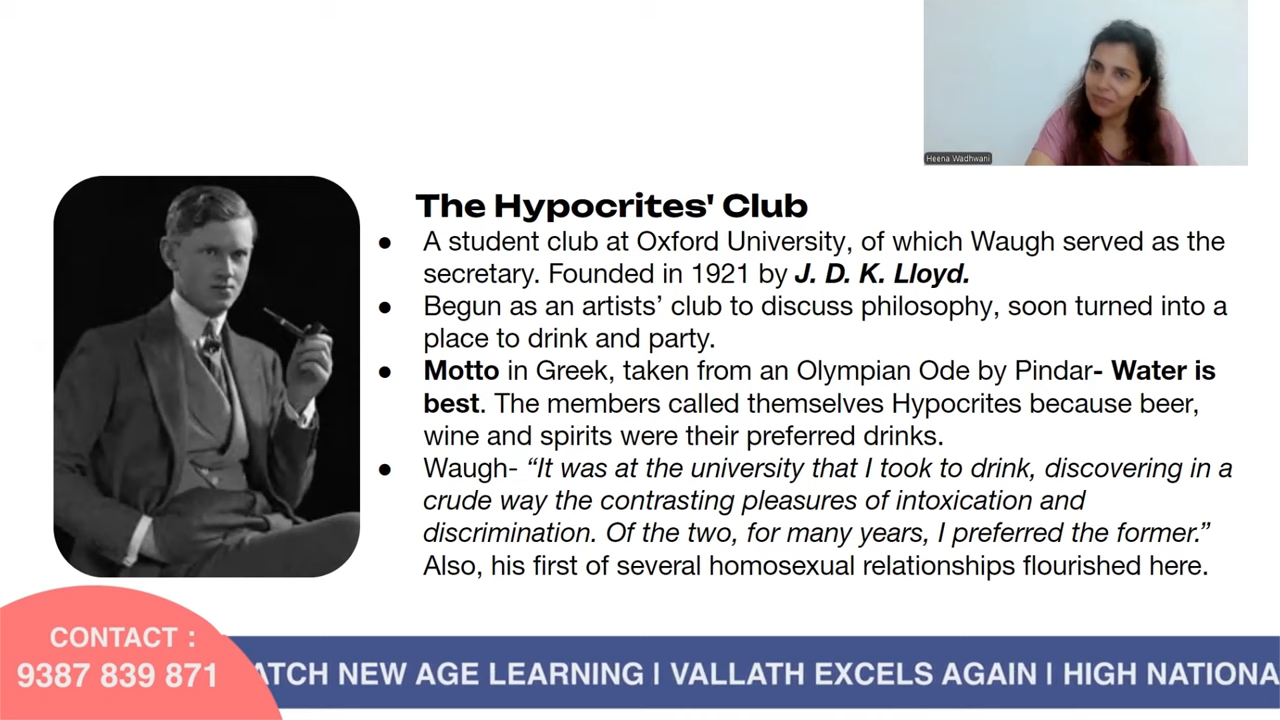 Heena Wadhwani
The Hypocrites' Club
● A student club at Oxford University, of which Waugh served as the
secretary. Founded in 1921 by J. D. K. Lloyd.
● Begun as an artists’ club to discuss philosophy, soon turned into a
place to drink and party.
● Motto in Greek, taken from an Olympian Ode by Pindar- Water is
best. The members called themselves Hypocrites because beer,
wine and spirits were their preferred drinks.
● Waugh- “It was at the university that I took to drink, discovering in a
crude way the contrasting pleasures of intoxication and
discrimination. Of the two, for many years, I preferred the former.”
Also, his first of several homosexual relationships flourished here.
CONTACT :
9387 839 871
ATCH NEW AGE LEARNING I VALLATH EXCELS AGAIN I HIGH NATIONA